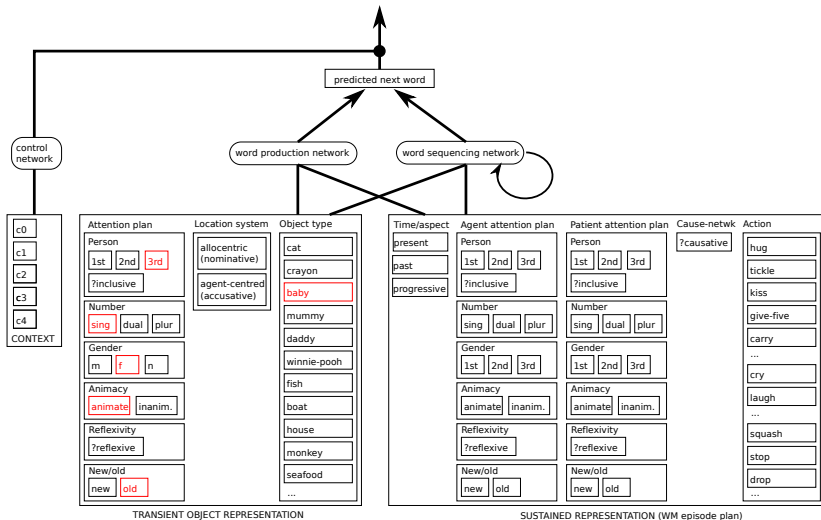 predicted next word
control
network
word production network
word sequencing network
c0
c1
c2
c3
c4
CONTEXT
Attention plan
Person
1st 2nd 3rd
?inclusive
Number
sing dual plur
Gender
m f n
Animacy
animate inanim.
Reflexivity
?reflexive
New/old
new old
Location system
allocentric
(nominative)
agent-centred
(accusative)
Object type
cat
crayon
baby
mummy
daddy
winnie-pooh
fish
boat
house
monkey
seafood
...
TRANSIENT OBJECT REPRESENTATION
Time/aspect
present
past
progressive
Agent attention plan
Person
1st 2nd 3rd
?inclusive
Number
sing dual plur
Gender
1st 2nd 3rd
Animacy
animate inanim.
Reflexivity
?reflexive
New/old
new old
Patient attention plan
Person
1st 2nd 3rd
?inclusive
Number
sing dual plur
Gender
1st 2nd 3rd
Animacy
animate inanim.
Reflexivity
?reflexive
New/old
new old
Cause-netwk
?causative
Action
hug
tickle
kiss
give-five
carry
...
cry
laugh
...
squash
stop
drop
...
SUSTAINED REPRESENTATION (WM episode plan)